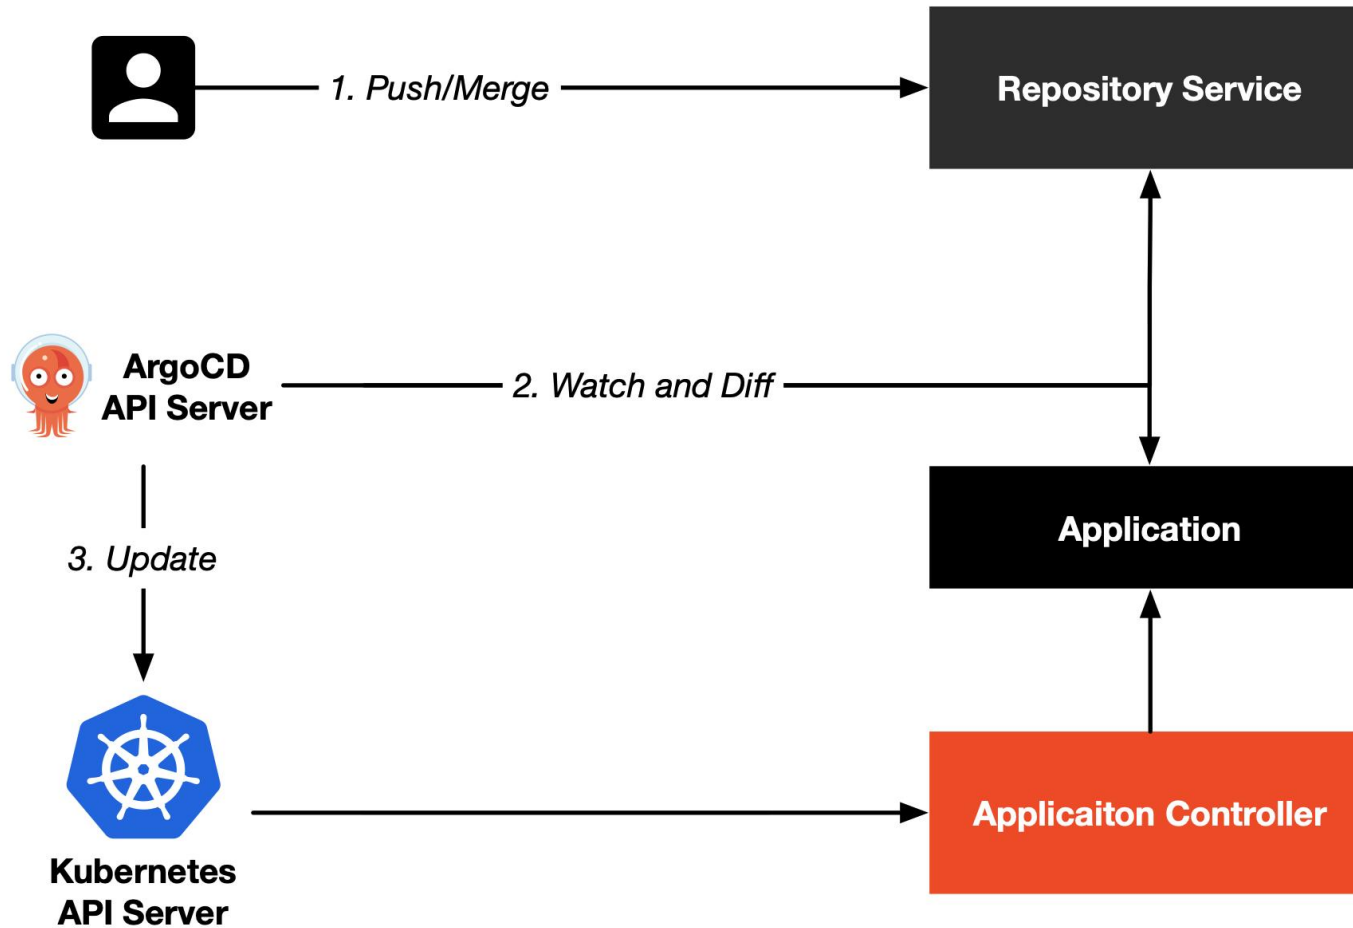 1. Push/Merge
Repository Service
ArgoCD
API Server
2. Watch and Diff
Application
3. Update
Applicaiton Controller
Kubernetes
API Server